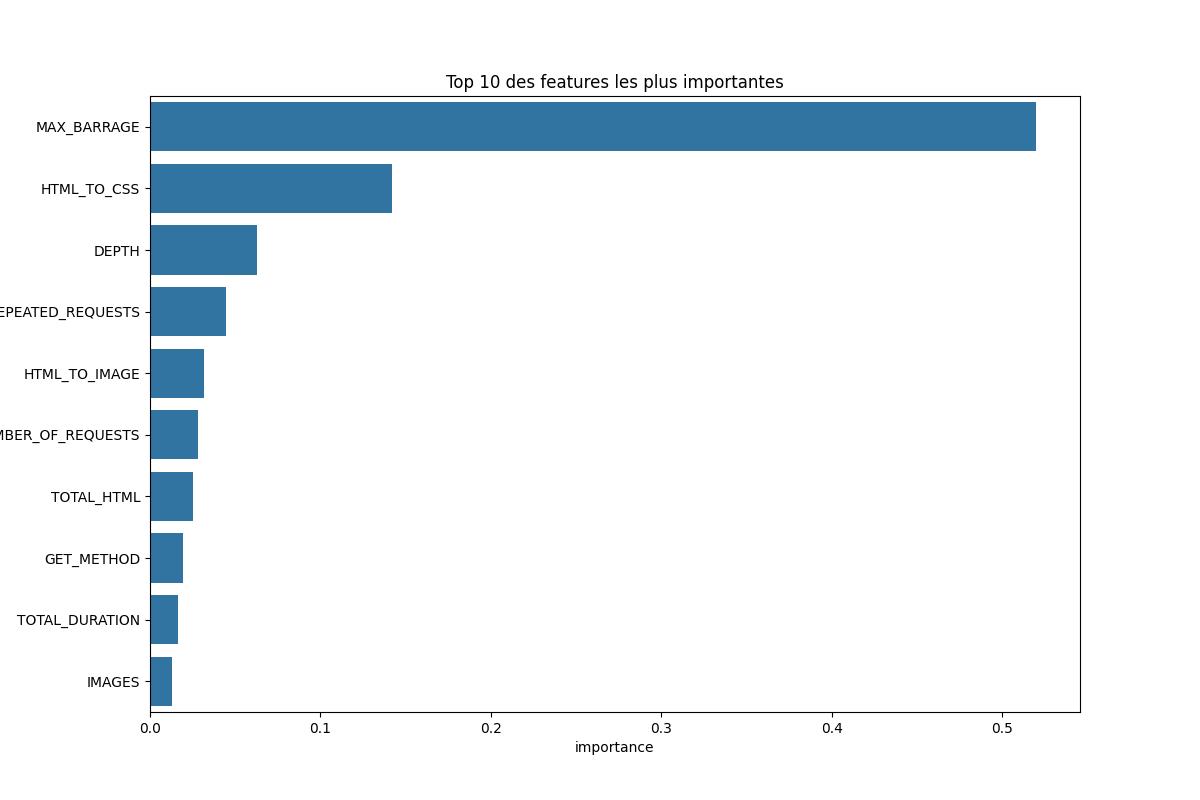 Top 10 des features les plus importantes
MAX_BARRAGE
HTML_TO_CSS
DEPTH
EPEATED_REQUESTS
HTML_TO_IMAGE
MBER_OF_REQUESTS
TOTAL_HTML
GET_METHOD
TOTAL_DURATION
IMAGES
0.0 0.1 0.2 0.3 0.4 0.5
importance